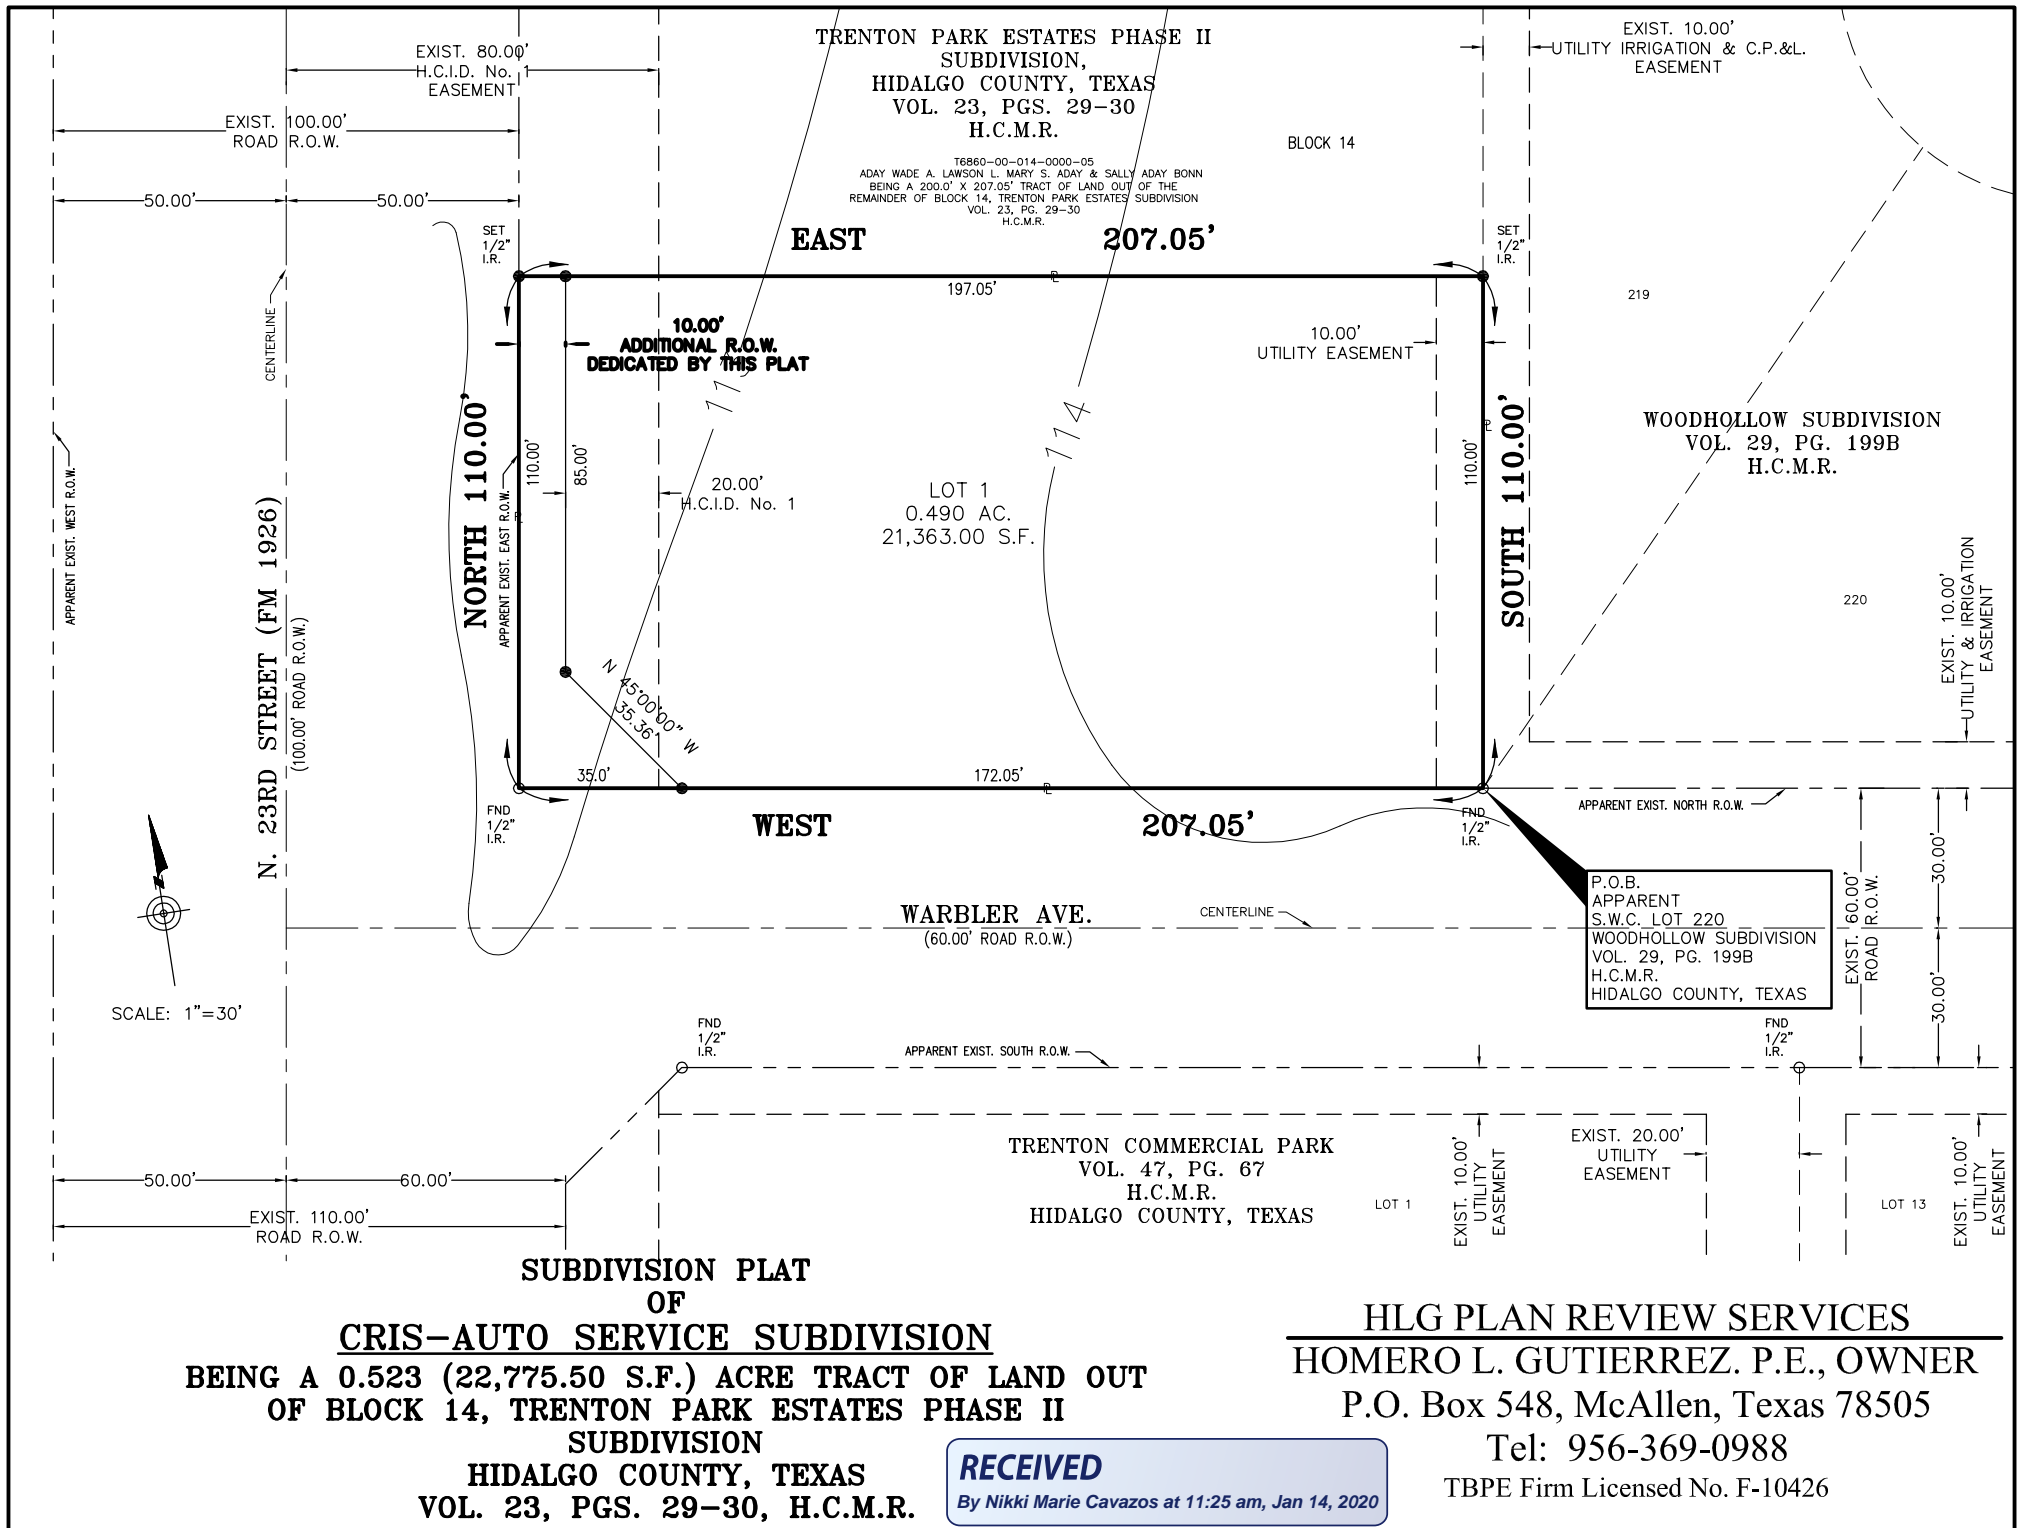 EXIST. 80.00'
H.C.I.D. No. 1
EASEMENT
TRENTON PARK ESTATES PHASE II
SUBDIVISION,
HIDALGO COUNTY, TEXAS
VOL. 23, PGS. 29-30
H.C.M.R.
EXIST. 10.00'
UTILITY IRRIGATION & C.P.&L.
EASEMENT
EXIST. 100.00'
ROAD R.O.W.
BLOCK 14
T6860-00-014-0000-05
ADAY WADE A. LAWSON L. MARY S. ADAY & SALLY ADAY BONN
BEING A 200.0' X 207.05' TRACT OF LAND OUT OF THE
REMAINDER OF BLOCK 14, TRENTON PARK ESTATES SUBDIVISION
VOL. 23, PG. 29-30
H.C.M.R.
50.00'
50.00'
SET
1/2"
I.R.
EAST 207.05'
SET
1/2"
I.R.
197.05'
219
CENTERLINE
10.00'
ADDITIONAL R.O.W.
DEDICATED BY THIS PLAT
10.00'
UTILITY EASEMENT
114
NORTH 110.00'
110.00'
85.00'
APPARENT EXIST. EAST R.O.W.
APPARENT EXIST. WEST R.O.W.
20.00'
H.C.I.D. No. 1
LOT 1
0.490 AC.
21,363.00 S.F.
110.00'
SOUTH 110.00'
WOODHOLLOW SUBDIVISION
VOL. 29, PG. 199B
H.C.M.R.
220
EXIST. 10.00'
UTILITY & IRRIGATION
EASEMENT
N. 23RD STREET (FM 1926)
(100.00' ROAD R.O.W.)
N 45°00'00" W
35.36'
35.0'
172.05'
FND
1/2"
I.R.
WEST 207.05'
FND
1/2"
I.R.
APPARENT EXIST. NORTH R.O.W.
N
SCALE: 1"=30'
P.O.B.
APPARENT
S.W.C. LOT 220
WOODHOLLOW SUBDIVISION
VOL. 29, PG. 199B
H.C.M.R.
HIDALGO COUNTY, TEXAS
EXIST. 60.00'
ROAD R.O.W.
30.00'
30.00'
WARBLER AVE.
(60.00' ROAD R.O.W.)
CENTERLINE
FND
1/2"
I.R.
APPARENT EXIST. SOUTH R.O.W.
FND
1/2"
I.R.
50.00'
60.00'
EXIST. 110.00'
ROAD R.O.W.
TRENTON COMMERCIAL PARK
VOL. 47, PG. 67
H.C.M.R.
HIDALGO COUNTY, TEXAS
LOT 1
EXIST. 10.00'
UTILITY
EASEMENT
EXIST. 20.00'
UTILITY
EASEMENT
LOT 13
EXIST. 10.00'
UTILITY
EASEMENT
SUBDIVISION PLAT
OF
CRIS-AUTO SERVICE SUBDIVISION
BEING A 0.523 (22,775.50 S.F.) ACRE TRACT OF LAND OUT
OF BLOCK 14, TRENTON PARK ESTATES PHASE II
SUBDIVISION
HIDALGO COUNTY, TEXAS
VOL. 23, PGS. 29-30, H.C.M.R.
RECEIVED
By Nikki Marie Cavazos at 11:25 am, Jan 14, 2020
HLG PLAN REVIEW SERVICES
HOMERO L. GUTIERREZ. P.E., OWNER
P.O. Box 548, McAllen, Texas 78505
Tel: 956-369-0988
TBPE Firm Licensed No. F-10426